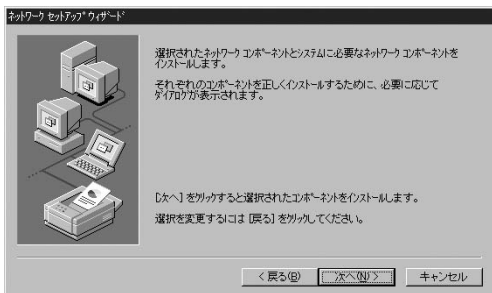 ネットワーク セットアップ ウィザード
選択されたネットワーク コンポーネントとシステムに必要なネットワーク コンポーネントを
インストールします。
それぞれのコンポーネントを正しくインストールするために、必要に応じて
ダイアログが表示されます。
[次へ] をクリックすると選択されたコンポーネントをインストールします。
選択を変更するには [戻る] をクリックしてください。
< 戻る(B)
次へ(N) >
キャンセル